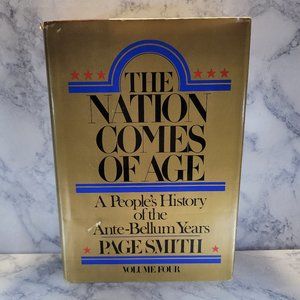 THE
NATION
COMES
OF AGE
A People's History
of the
Ante-Bellum Years
PAGE SMITH
VOLUME FOUR